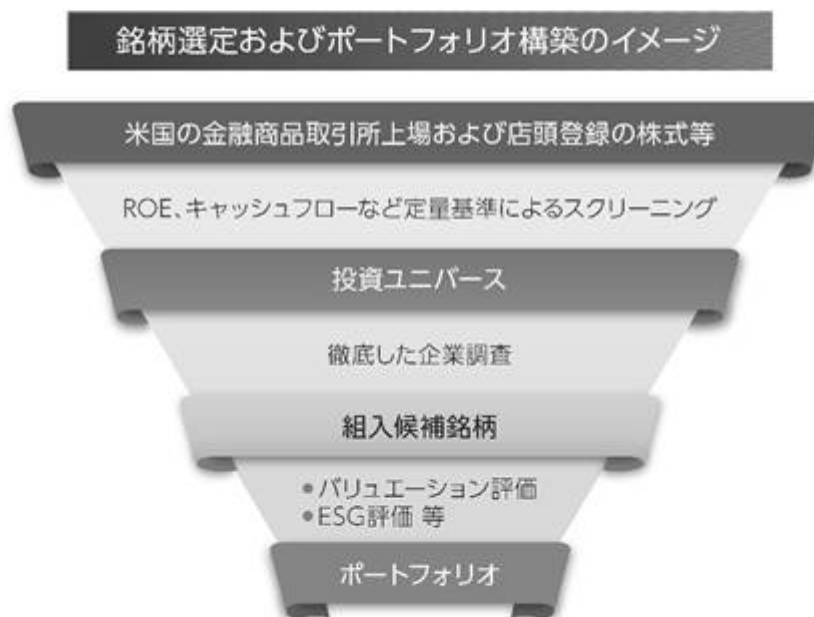 銘柄選定およびポートフォリオ構築のイメージ
米国の金融商品取引所上場および店頭登録の株式等
ROE、キャッシュフローなど定量基準によるスクリーニング
投資ユニバース
徹底した企業調査
組入候補銘柄
●バリュエーション評価
●ESG評価 等
ポートフォリオ